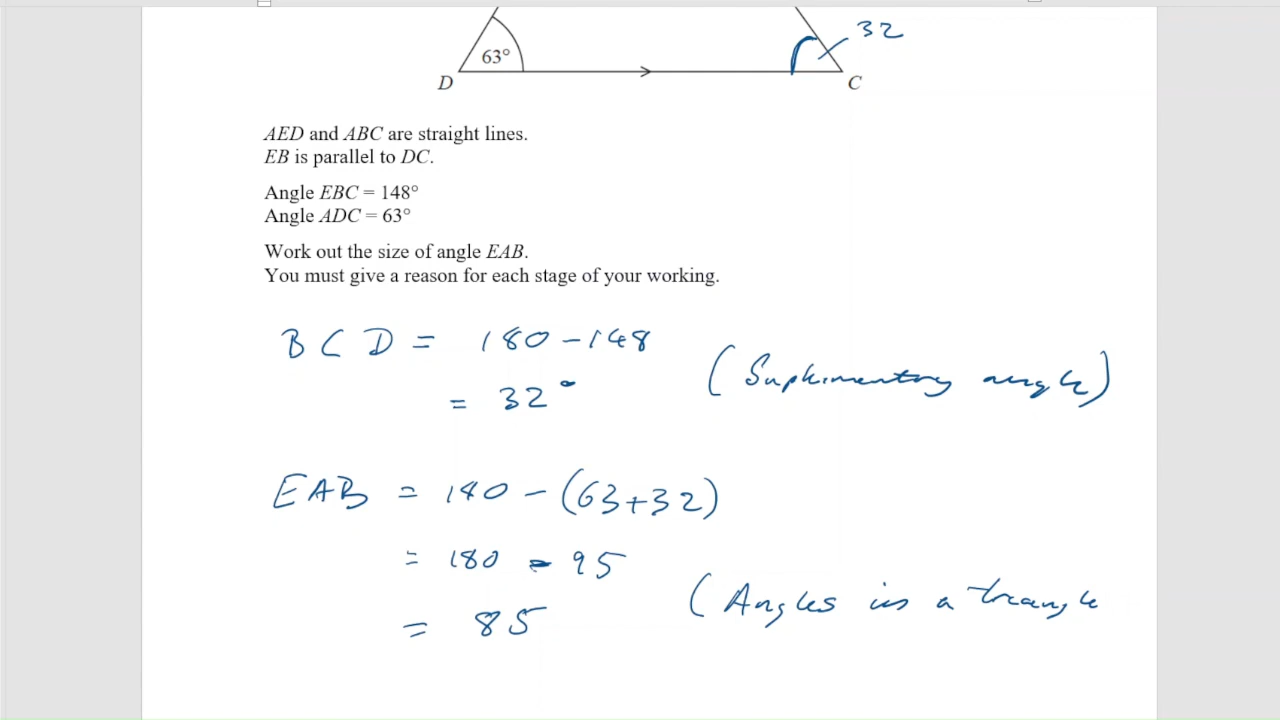 32
63°
D
C
AED and ABC are straight lines.
EB is parallel to DC.
Angle EBC = 148°
Angle ADC = 63°
Work out the size of angle EAB.
You must give a reason for each stage of your working.
BCD = 180 - 148
= 32°
(Suplimentry angle)
EAB = 180 - (63+32)
= 180 - 95
= 85
(Angles in a triangle